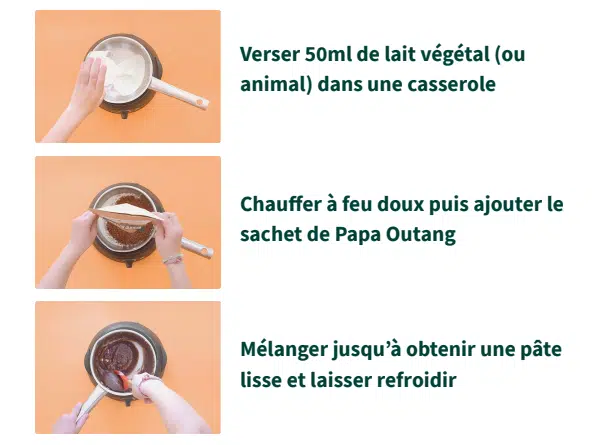 Verser 50ml de lait végétal (ou
animal) dans une casserole
Chauffer à feu doux puis ajouter le
sachet de Papa Outang
Mélanger jusqu’à obtenir une pâte
lisse et laisser refroidir